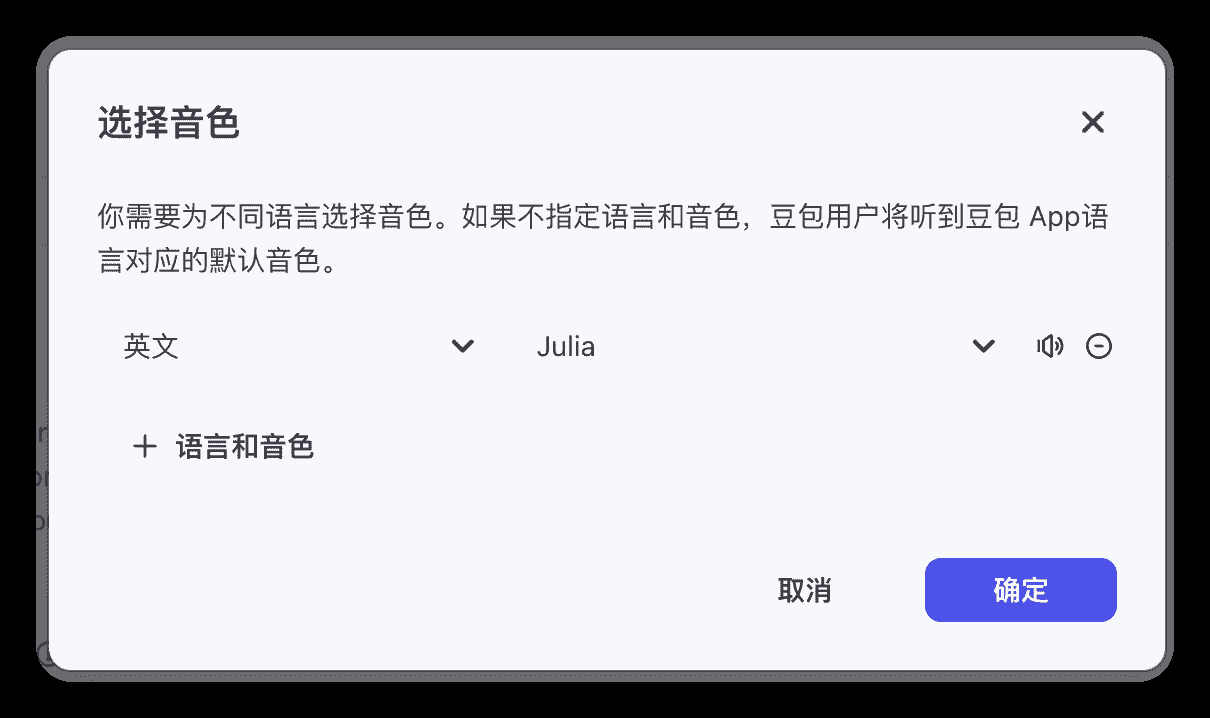 选择音色
你需要为不同语言选择音色。如果不指定语言和音色，豆包用户将听到豆包 App语
言对应的默认音色。
英文
Julia
语言和音色
取消
确定